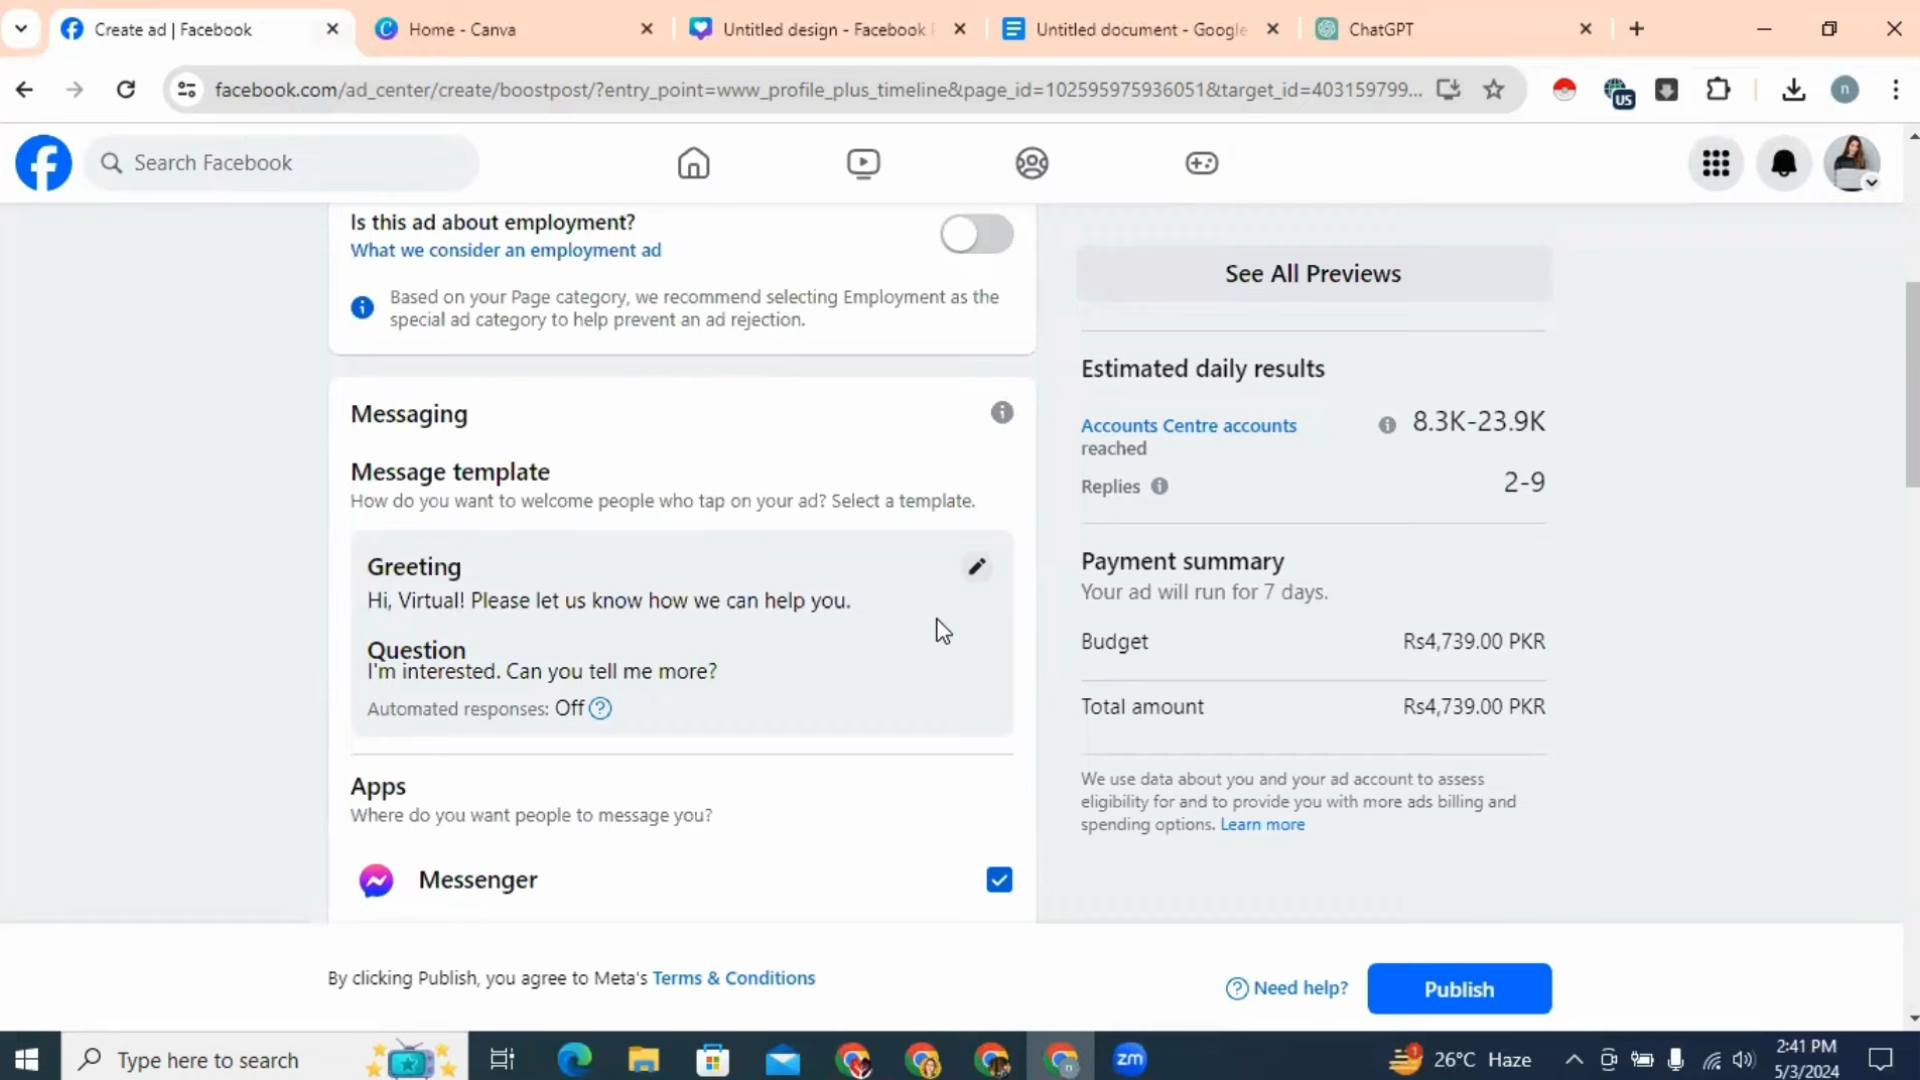 Create ad | Facebook
Home - Canva
Untitled design - Facebook
Untitled document - Google
ChatGPT
facebook.com/ad_center/create/boostpost/?entry_point=www_profile_plus_timeline&page_id=102595975936051&target_id=403159799...
US
n
Search Facebook
Is this ad about employment?
What we consider an employment ad
Based on your Page category, we recommend selecting Employment as the
special ad category to help prevent an ad rejection.
Messaging
Message template
How do you want to welcome people who tap on your ad? Select a template.
Greeting
Hi, Virtual! Please let us know how we can help you.
Question
I'm interested. Can you tell me more?
Automated responses: Off
Apps
Where do you want people to message you?
Messenger
See All Previews
Estimated daily results
Accounts Centre accounts
reached
8.3K-23.9K
Replies
2-9
Payment summary
Your ad will run for 7 days.
Budget
Rs4,739.00 PKR
Total amount
Rs4,739.00 PKR
We use data about you and your ad account to assess
eligibility for and to provide you with more ads billing and
spending options. Learn more
By clicking Publish, you agree to Meta's Terms & Conditions
Need help?
Publish
Type here to search
zm
26°C Haze
2:41 PM
5/3/2024